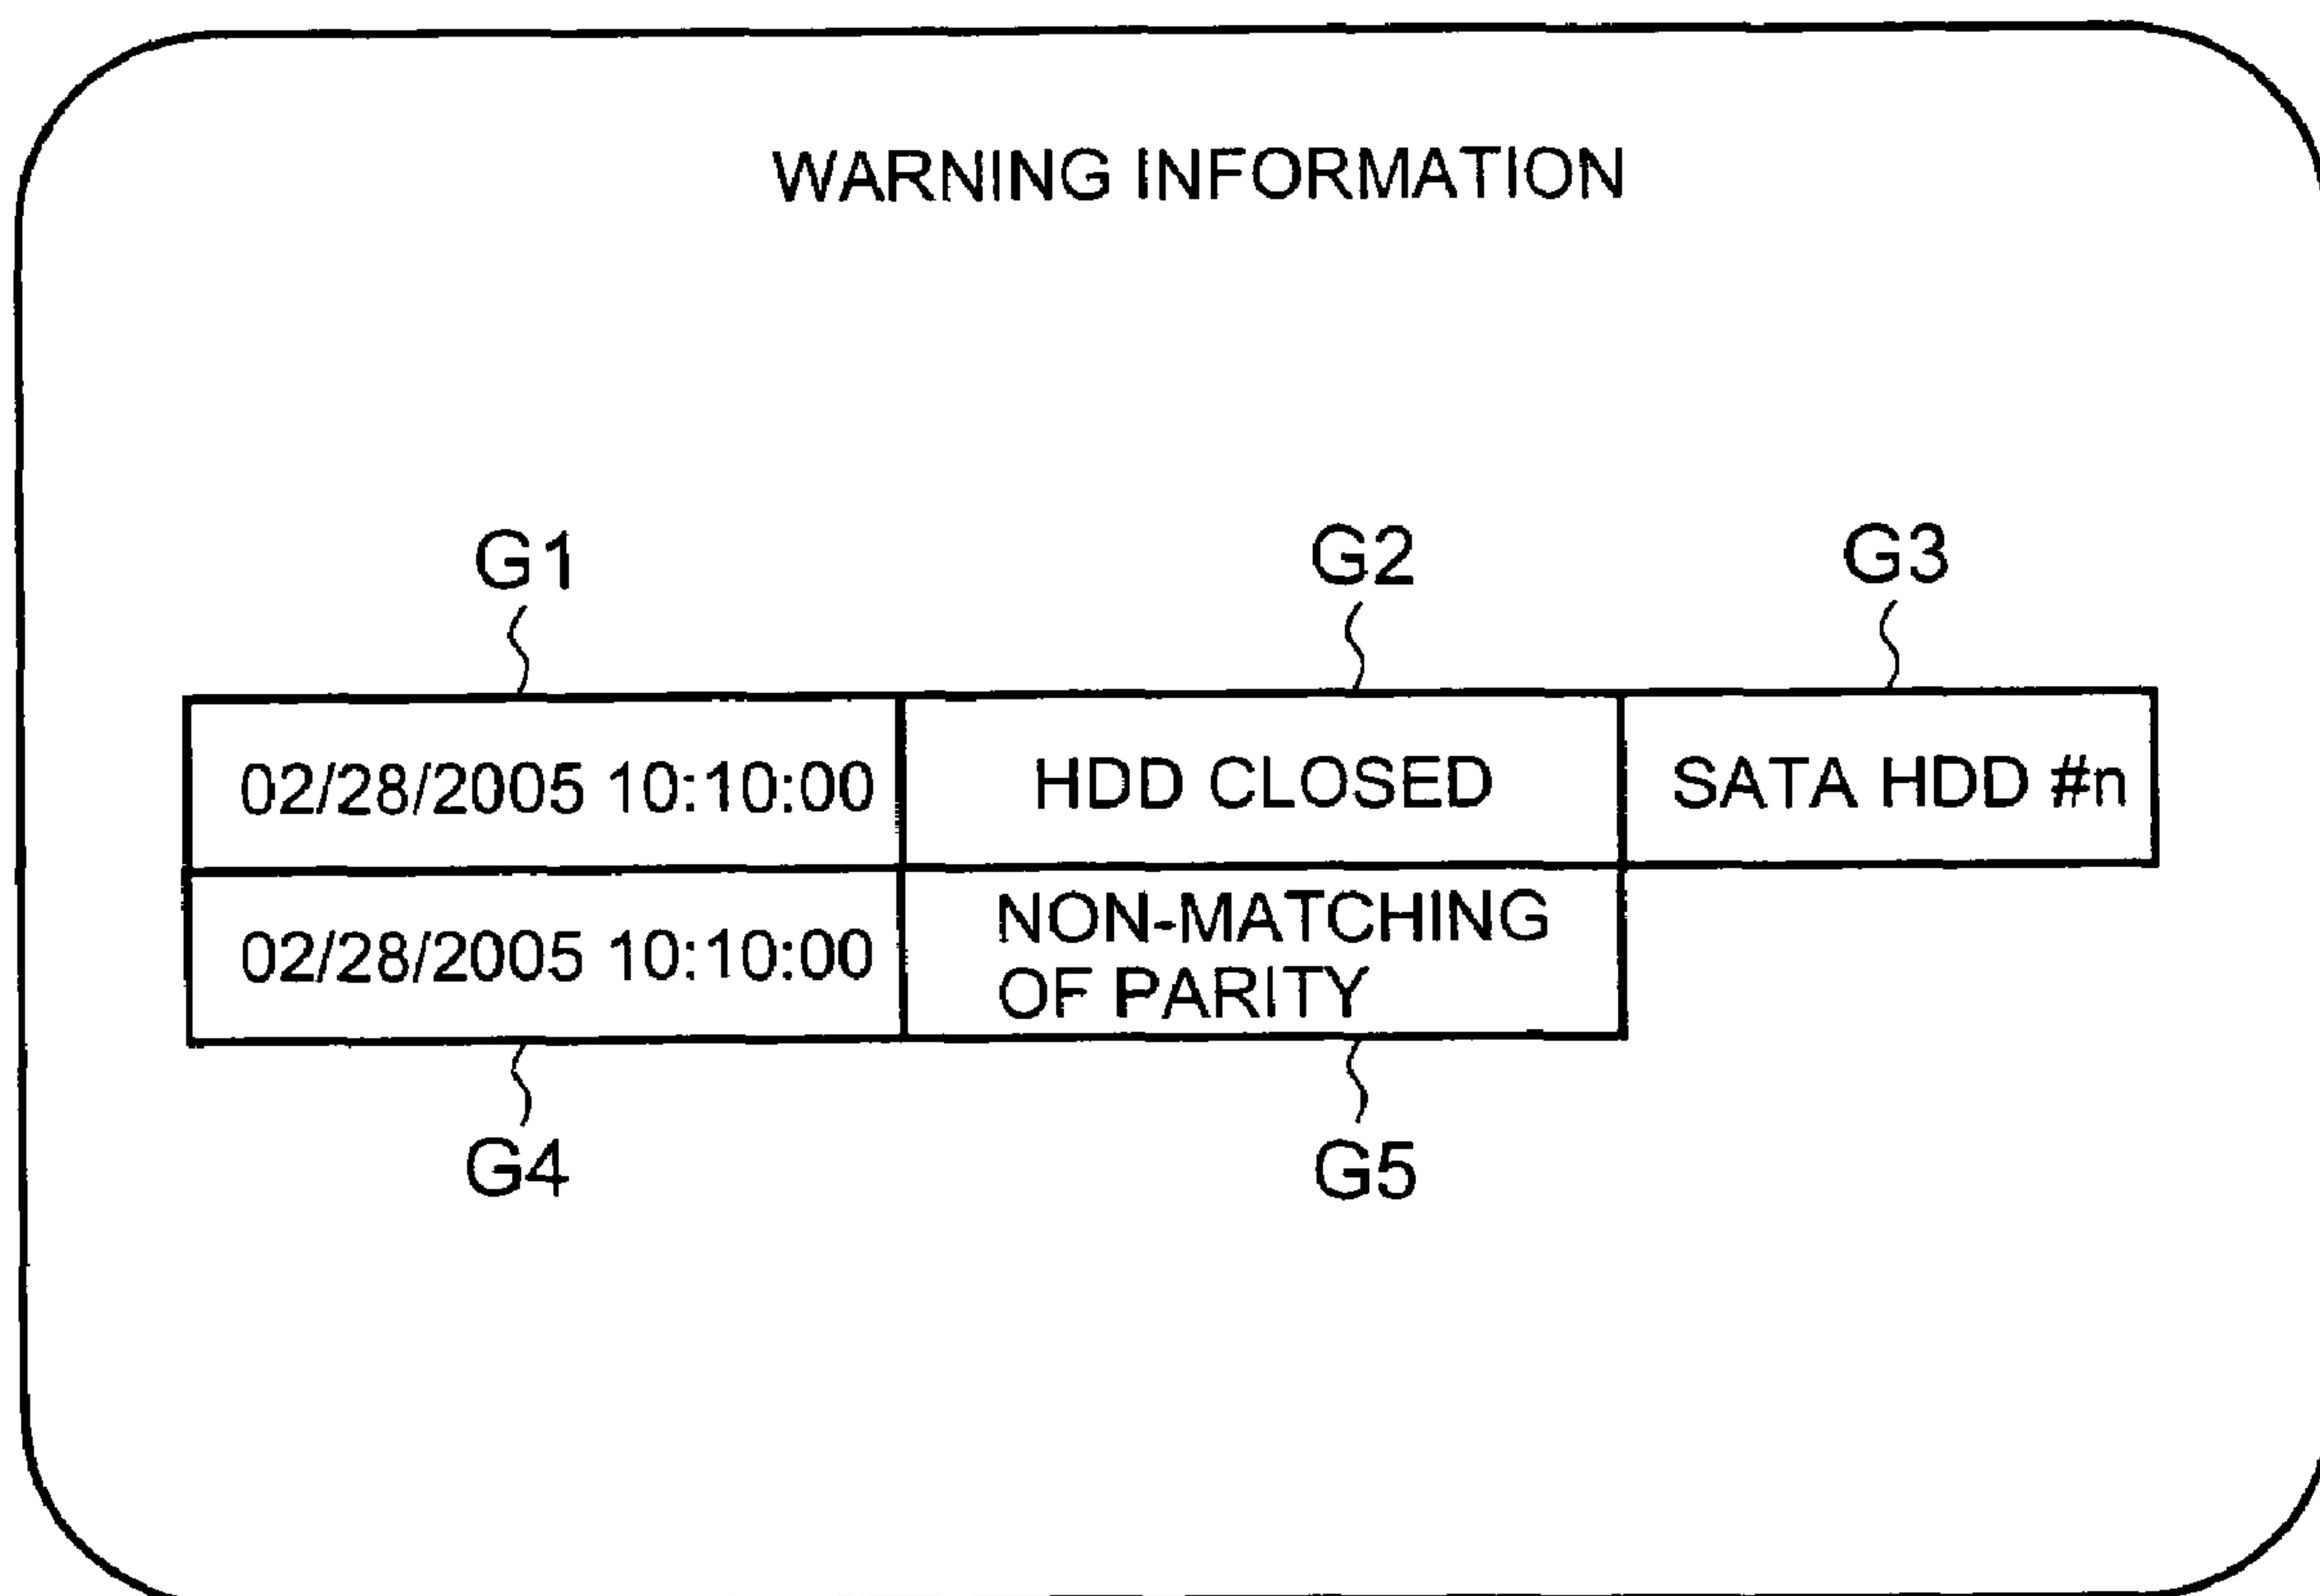 WARNING INFORMATION
G1 G2 G3
02/28/2005 10:10:00 HDD CLOSED SATA HDD #n
02/28/2005 10:10:00 NON-MATCHING
OF PARITY
G4 G5